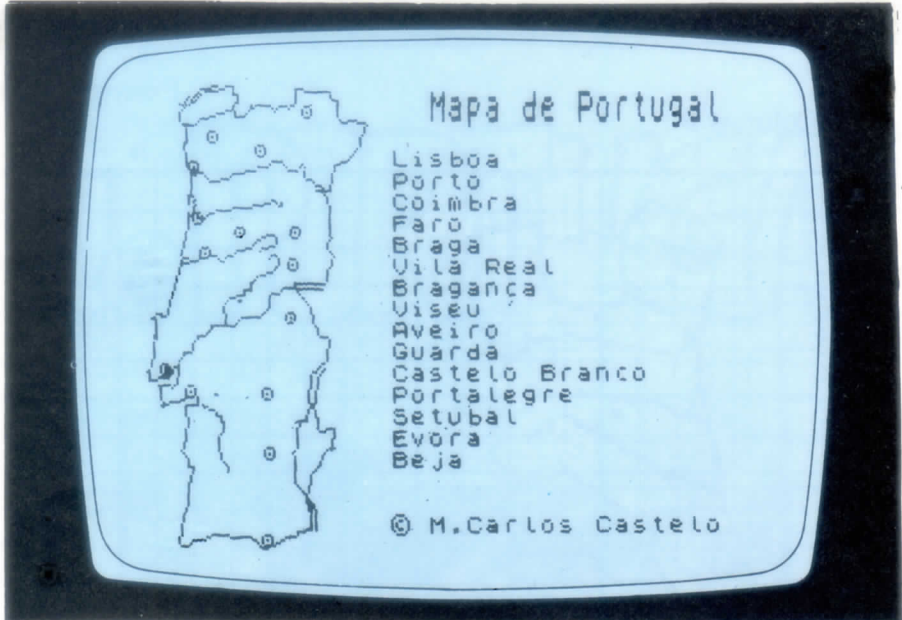 Mapa de Portugal
Lisboa
Porto
Coimbra
Faro
Braga
Vila Real
Bragança
Viseu
Aveiro
Guarda
Castelo Branco
Portalegre
Setubal
Evora
Beja
© M.Carlos Castelo